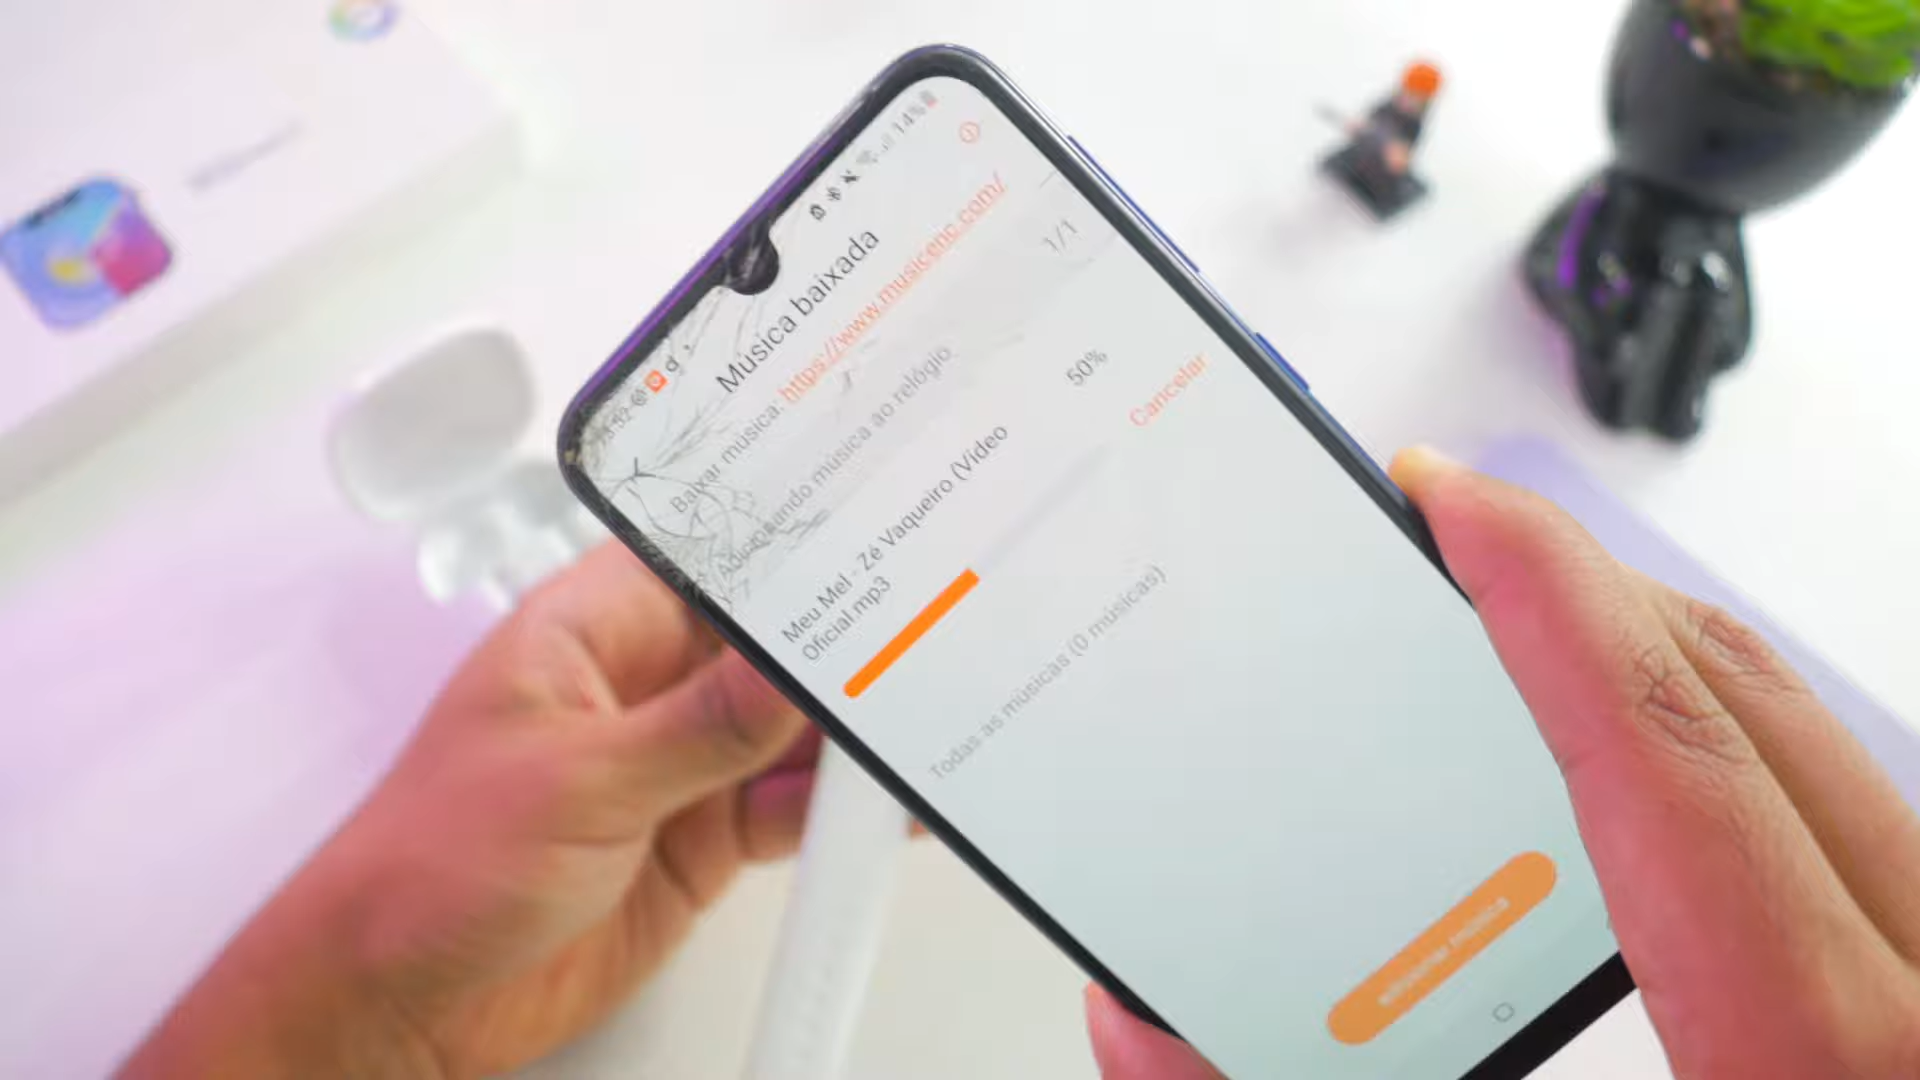 14%
Música baixada
Baixar música: https://www.musicenc.com/
Adicionando música ao relógio
1/1
Meu Mel - Zé Vaqueiro (Vídeo
Oficial.mp3
50%
Cancelar
Todas as músicas (0 músicas)